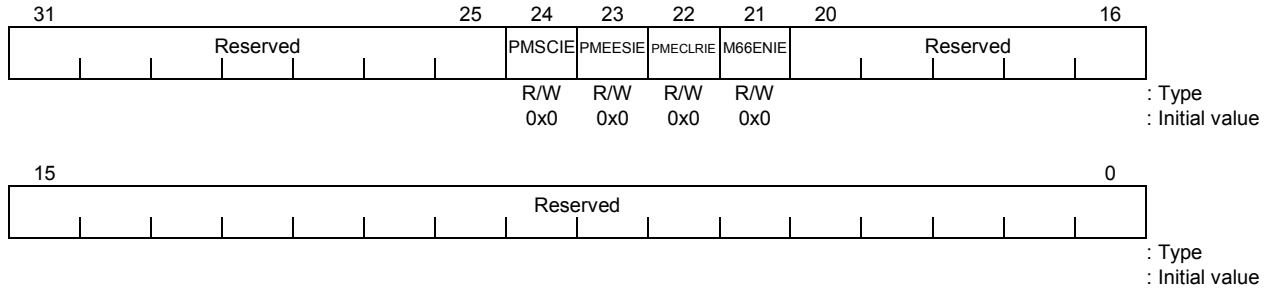 31 25 24 23 22 21 20 16
Reserved PMSCIE PMEESIE PMECLRIE M66ENIE Reserved
R/W R/W R/W R/W : Type
0x0 0x0 0x0 0x0 : Initial value
15 0
Reserved
: Type
: Initial value